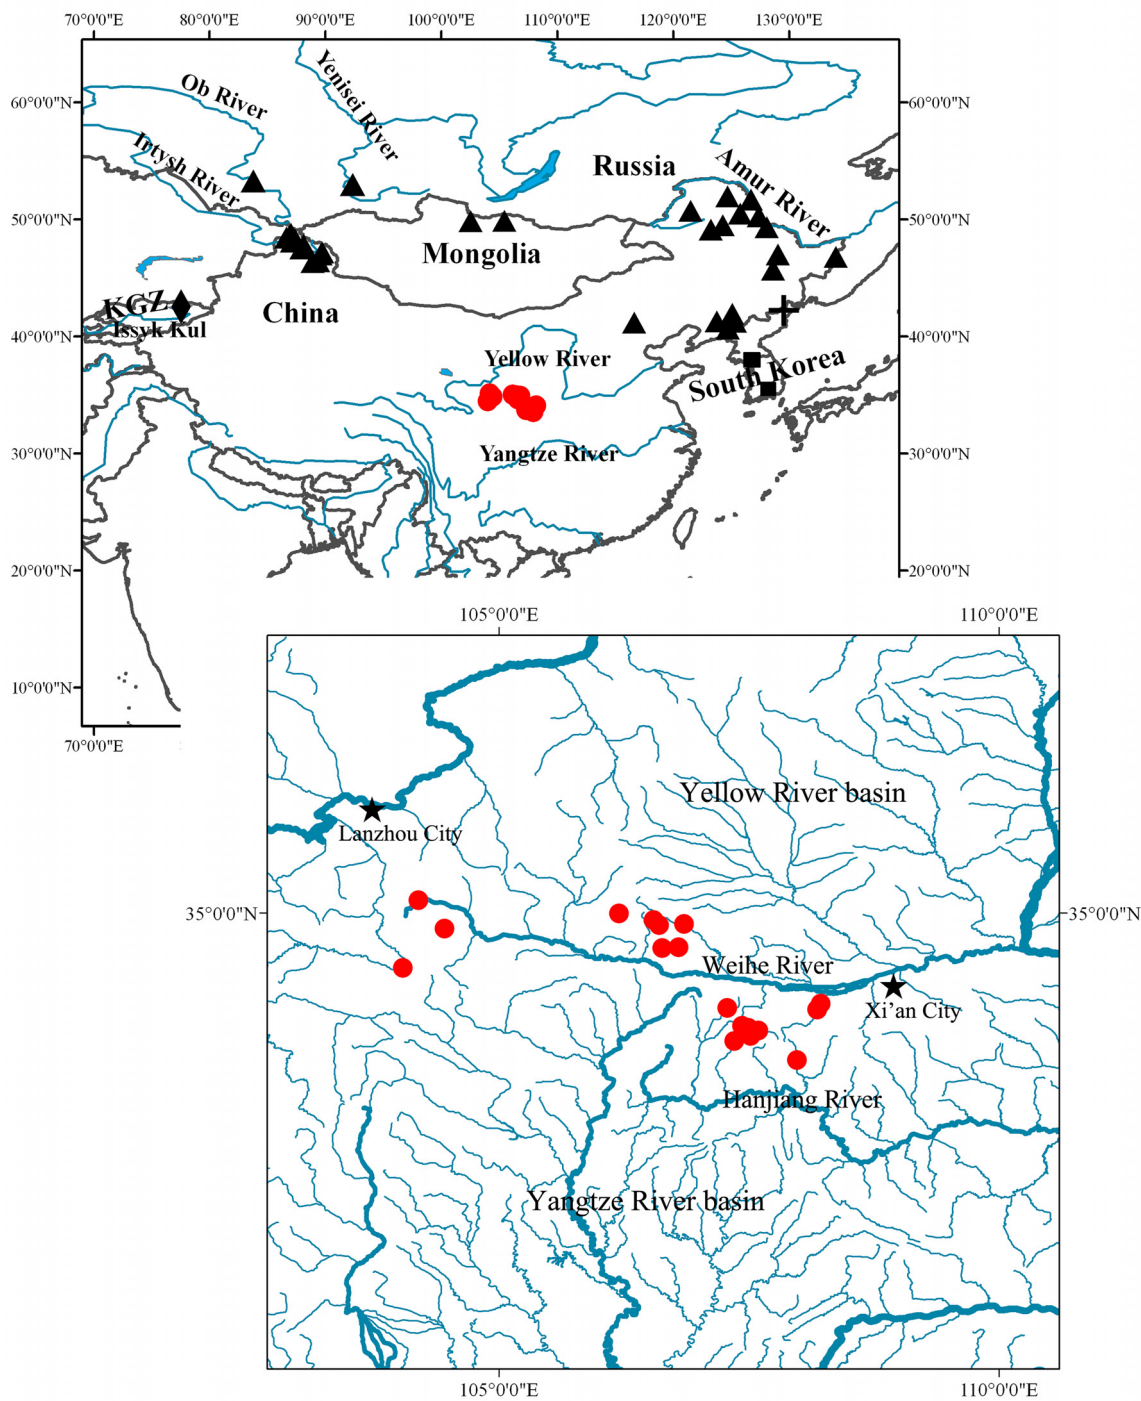 70°0'0"E 80°0'0"E 90°0'0"E 100°0'0"E 110°0'0"E 120°0'0"E 130°0'0"E
60°0'0"N 60°0'0"N
Ob River
Yenisei River
Irtysh River
Russia
Amur River
50°0'0"N 50°0'0"N
Mongolia
KGZ
China
Issyk Kul
40°0'0"N 40°0'0"N
Yellow River
South Korea
30°0'0"N 30°0'0"N
Yangtze River
20°0'0"N 20°0'0"N
10°0'0"N
70°0'0"E
105°0'0"E 110°0'0"E
Yellow River basin
Lanzhou City
35°0'0"N 35°0'0"N
Weihe River
Xi’an City
Hanjiang River
Yangtze River basin
105°0'0"E 110°0'0"E